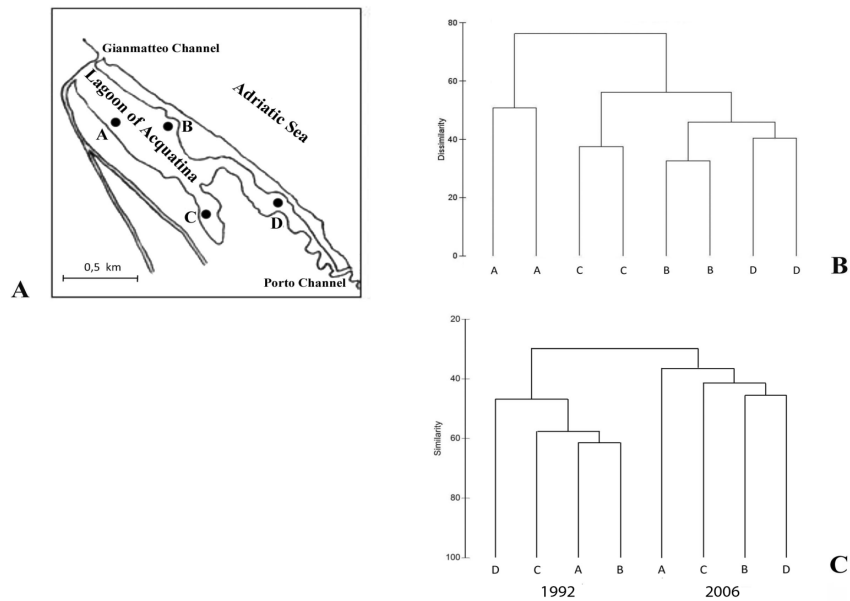 Gianmatteo Channel
Lagoon of Acquatina
Adriatic Sea
A
B
C
D
0,5 km
Porto Channel
A
80
60
40
20
0
Dissimilarity
A A C C B B D D
B
20
40
60
80
100
Similarity
D C A B A C B D
1992 2006
C